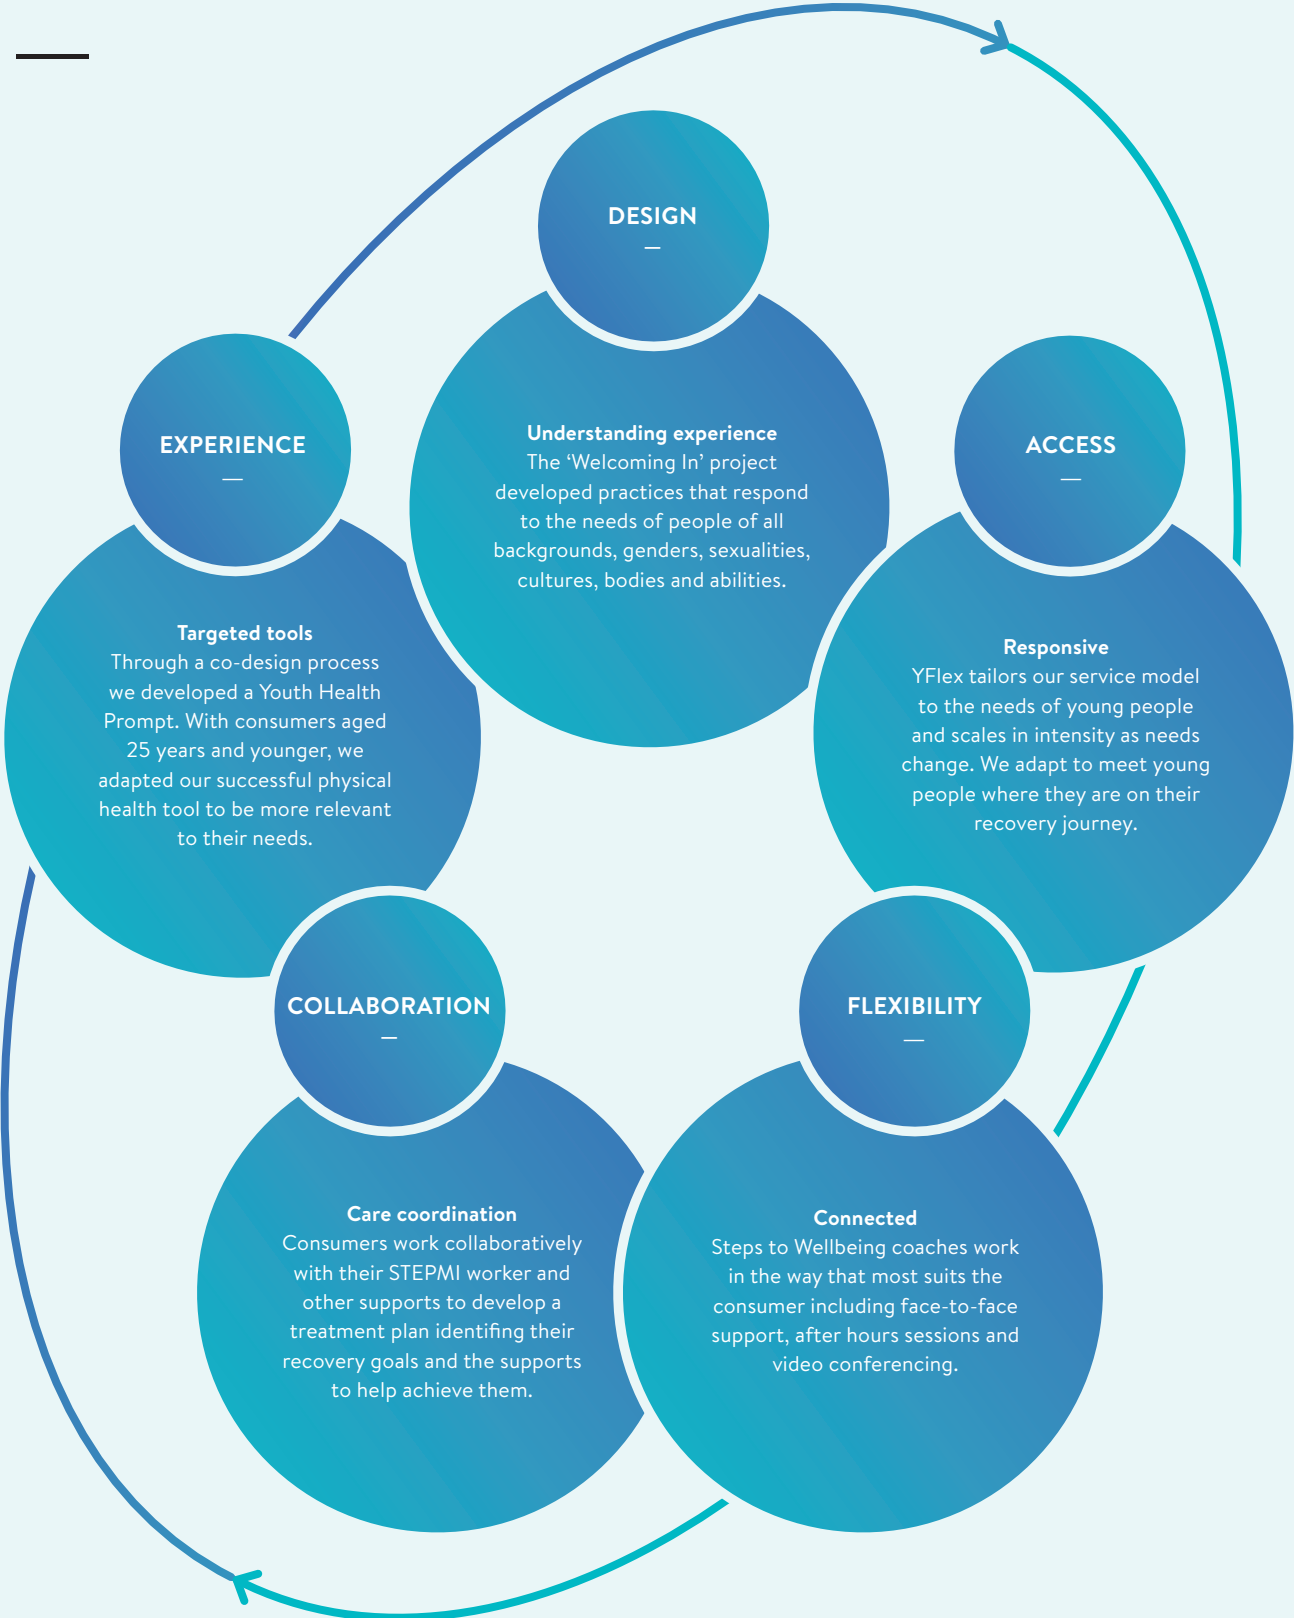 DESIGN
Understanding experience
The ‘Welcoming In’ project
developed practices that respond
to the needs of people of all
backgrounds, genders, sexualities,
cultures, bodies and abilities.
EXPERIENCE
Targeted tools
Through a co-design process
we developed a Youth Health
Prompt. With consumers aged
25 years and younger, we
adapted our successful physical
health tool to be more relevant
to their needs.
ACCESS
Responsive
YFlex tailors our service model
to the needs of young people
and scales in intensity as needs
change. We adapt to meet young
people where they are on their
recovery journey.
COLLABORATION
Care coordination
Consumers work collaboratively
with their STEPMI worker and
other supports to develop a
treatment plan identifing their
recovery goals and the supports
to help achieve them.
FLEXIBILITY
Connected
Steps to Wellbeing coaches work
in the way that most suits the
consumer including face-to-face
support, after hours sessions and
video conferencing.